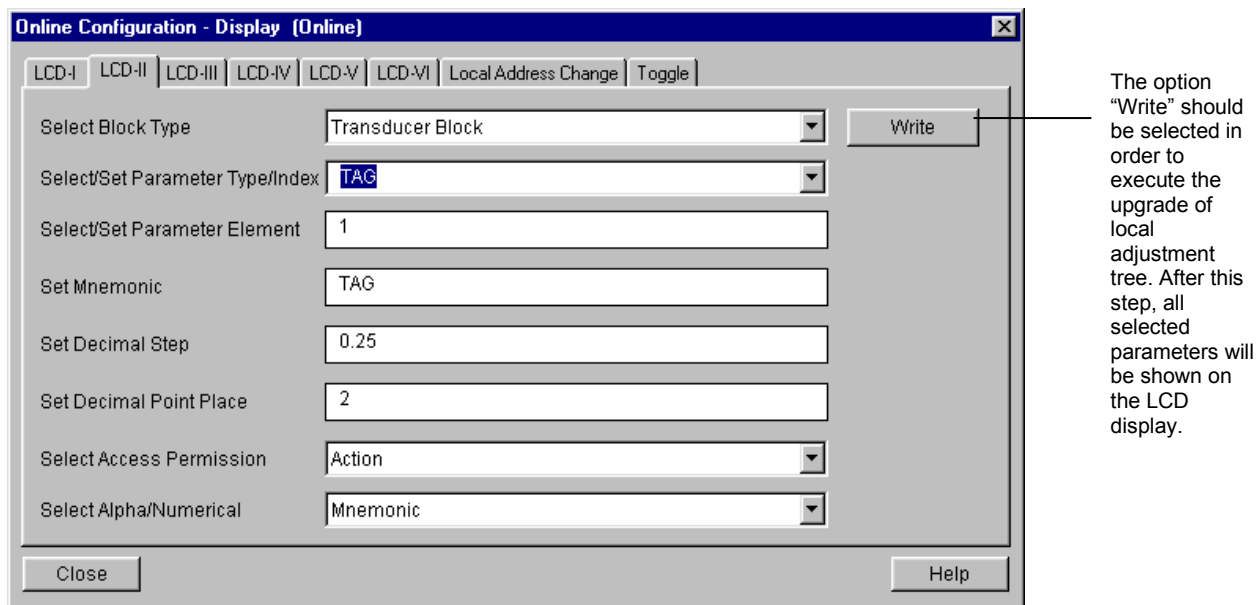 Online Configuration - Display (Online)
LCD-I LCD-II LCD-III LCD-IV LCD-V LCD-VI Local Address Change Toggle
Select Block Type Transducer Block Write
Select/Set Parameter Type/Index TAG
Select/Set Parameter Element 1
Set Mnemonic TAG
Set Decimal Step 0.25
Set Decimal Point Place 2
Select Access Permission Action
Select Alpha/Numerical Mnemonic
Close Help
The option
“Write” should
be selected in
order to
execute the
upgrade of
local
adjustment
tree. After this
step, all
selected
parameters will
be shown on
the LCD
display.